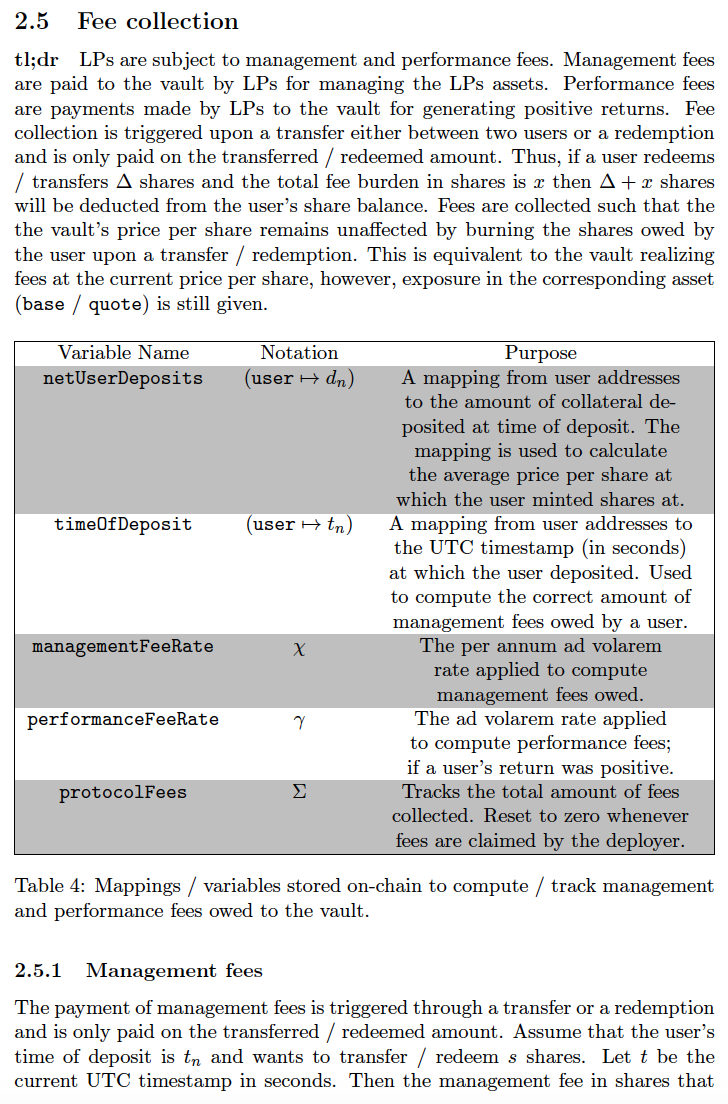 2.5 Fee collection
tl;dr LPs are subject to management and performance fees. Management fees
are paid to the vault by LPs for managing the LPs assets. Performance fees
are payments made by LPs to the vault for generating positive returns. Fee
collection is triggered upon a transfer either between two users or a redemption
and is only paid on the transferred / redeemed amount. Thus, if a user redeems
/ transfers Δ shares and the total fee burden in shares is x then Δ + x shares
will be deducted from the user's share balance. Fees are collected such that the
the vault's price per share remains unaffected by burning the shares owed by
the user upon a transfer / redemption. This is equivalent to the vault realizing
fees at the current price per share, however, exposure in the corresponding asset
(base / quote) is still given.
Variable Name Notation Purpose
netUserDeposits (user ↦ dₙ) A mapping from user addresses
to the amount of collateral de-
posited at time of deposit. The
mapping is used to calculate
the average price per share at
which the user minted shares at.
timeOfDeposit (user ↦ tₙ) A mapping from user addresses to
the UTC timestamp (in seconds)
at which the user deposited. Used
to compute the correct amount of
management fees owed by a user.
managementFeeRate χ The per annum ad volarem
rate applied to compute
management fees owed.
performanceFeeRate γ The ad volarem rate applied
to compute performance fees;
if a user's return was positive.
protocolFees Σ Tracks the total amount of fees
collected. Reset to zero whenever
fees are claimed by the deployer.
Table 4: Mappings / variables stored on-chain to compute / track management
and performance fees owed to the vault.
2.5.1 Management fees
The payment of management fees is triggered through a transfer or a redemption
and is only paid on the transferred / redeemed amount. Assume that the user's
time of deposit is tₙ and wants to transfer / redeem s shares. Let t be the
current UTC timestamp in seconds. Then the management fee in shares that